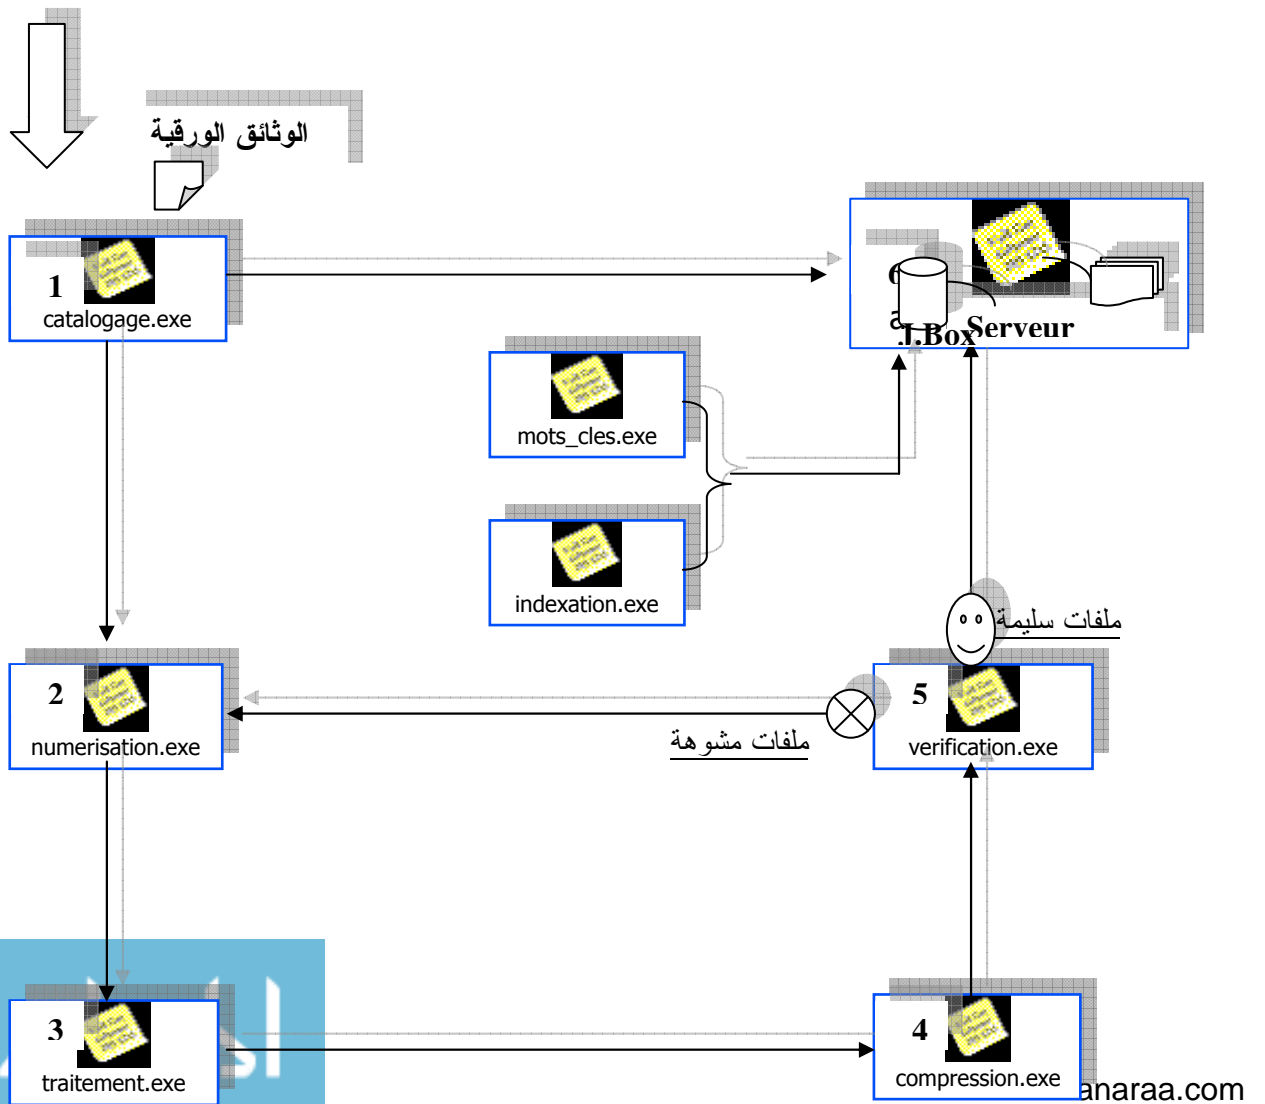 الوثائق الورقية
1
catalogage.exe
6
a
J.Box
Serveur
mots_cles.exe
indexation.exe
ملفات سليمة
2
numerisation.exe
ملفات مشوهة
5
verification.exe
3
traitement.exe
4
compression.exe
anaraa.com